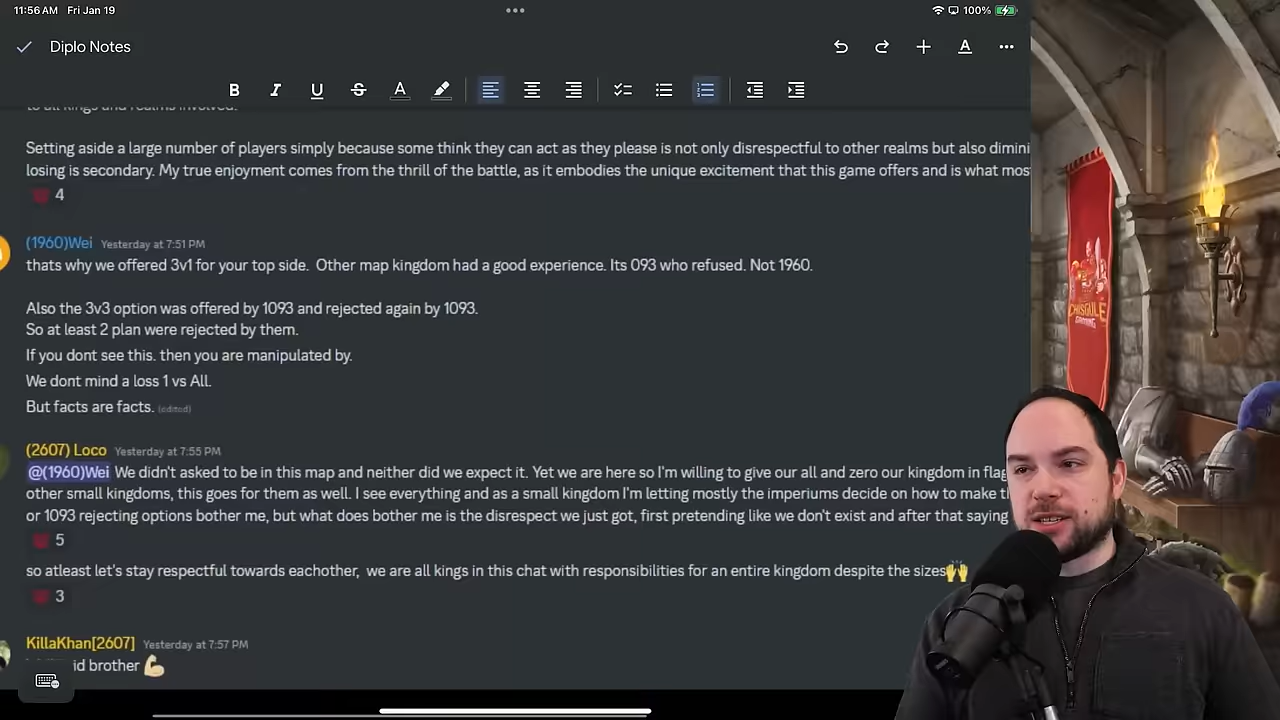 11:56 AM Fri Jan 19
100%
Diplo Notes
B I U S A
to all kings and realms involved.
Setting aside a large number of players simply because some think they can act as they please is not only disrespectful to other realms but also dimini
losing is secondary. My true enjoyment comes from the thrill of the battle, as it embodies the unique excitement that this game offers and is what mos
4
(1960)Wei Yesterday at 7:51 PM
thats why we offered 3v1 for your top side. Other map kingdom had a good experience. Its 093 who refused. Not 1960.
Also the 3v3 option was offered by 1093 and rejected again by 1093.
So at least 2 plan were rejected by them.
If you dont see this. then you are manipulated by.
We dont mind a loss 1 vs All.
But facts are facts. (edited)
(2607) Loco Yesterday at 7:55 PM
@(1960)Wei We didn't asked to be in this map and neither did we expect it. Yet we are here so I'm willing to give our all and zero our kingdom in flag
other small kingdoms, this goes for them as well. I see everything and as a small kingdom I'm letting mostly the imperiums decide on how to make th
or 1093 rejecting options bother me, but what does bother me is the disrespect we just got, first pretending like we don't exist and after that saying
5
so atleast let's stay respectful towards eachother, we are all kings in this chat with responsibilities for an entire kingdom despite the sizes🙌
3
KillaKhan[2607] Yesterday at 7:57 PM
id brother 💪
CHISGULE
GAMING